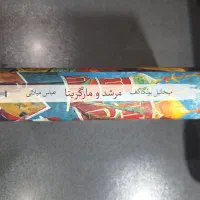 میخائیل بولگاکف مرشد و مارگریتا عباس میلانی